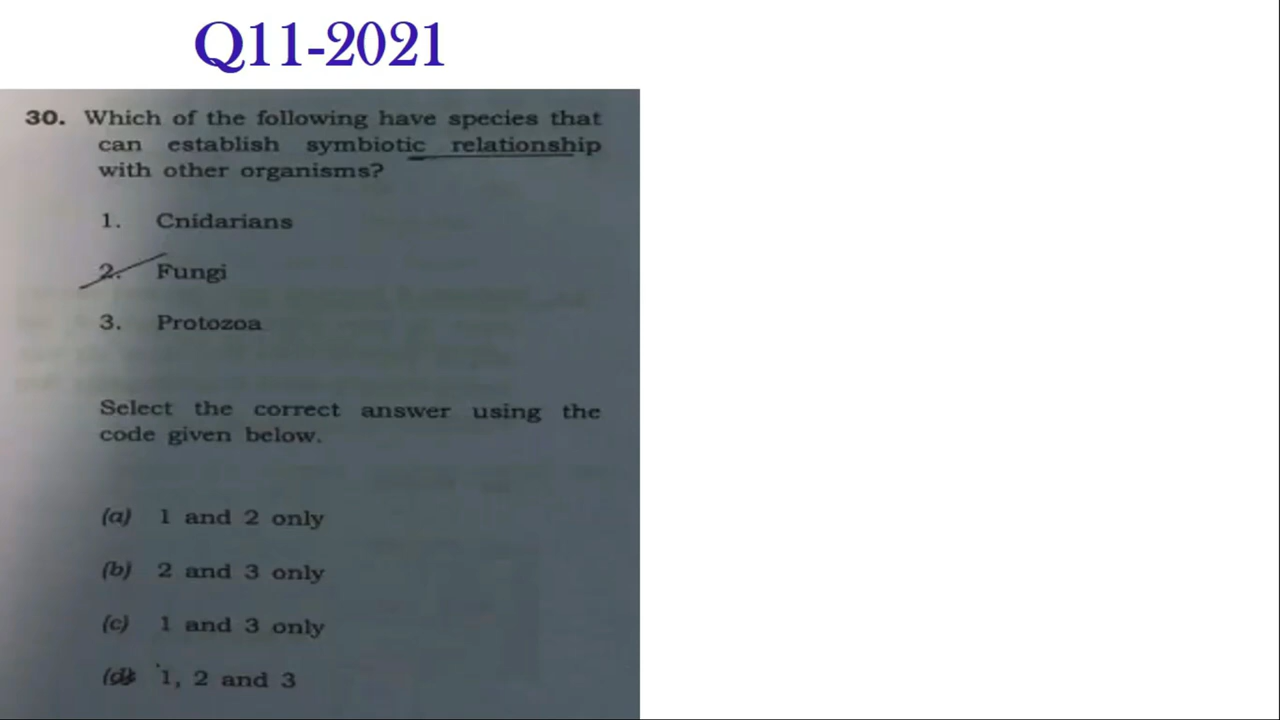 Q11-2021
30. Which of the following have species that
can establish symbiotic relationship
with other organisms?
1. Cnidarians
2. Fungi
3. Protozoa
Select the correct answer using the
code given below.
(a) 1 and 2 only
(b) 2 and 3 only
(c) 1 and 3 only
(d) 1, 2 and 3